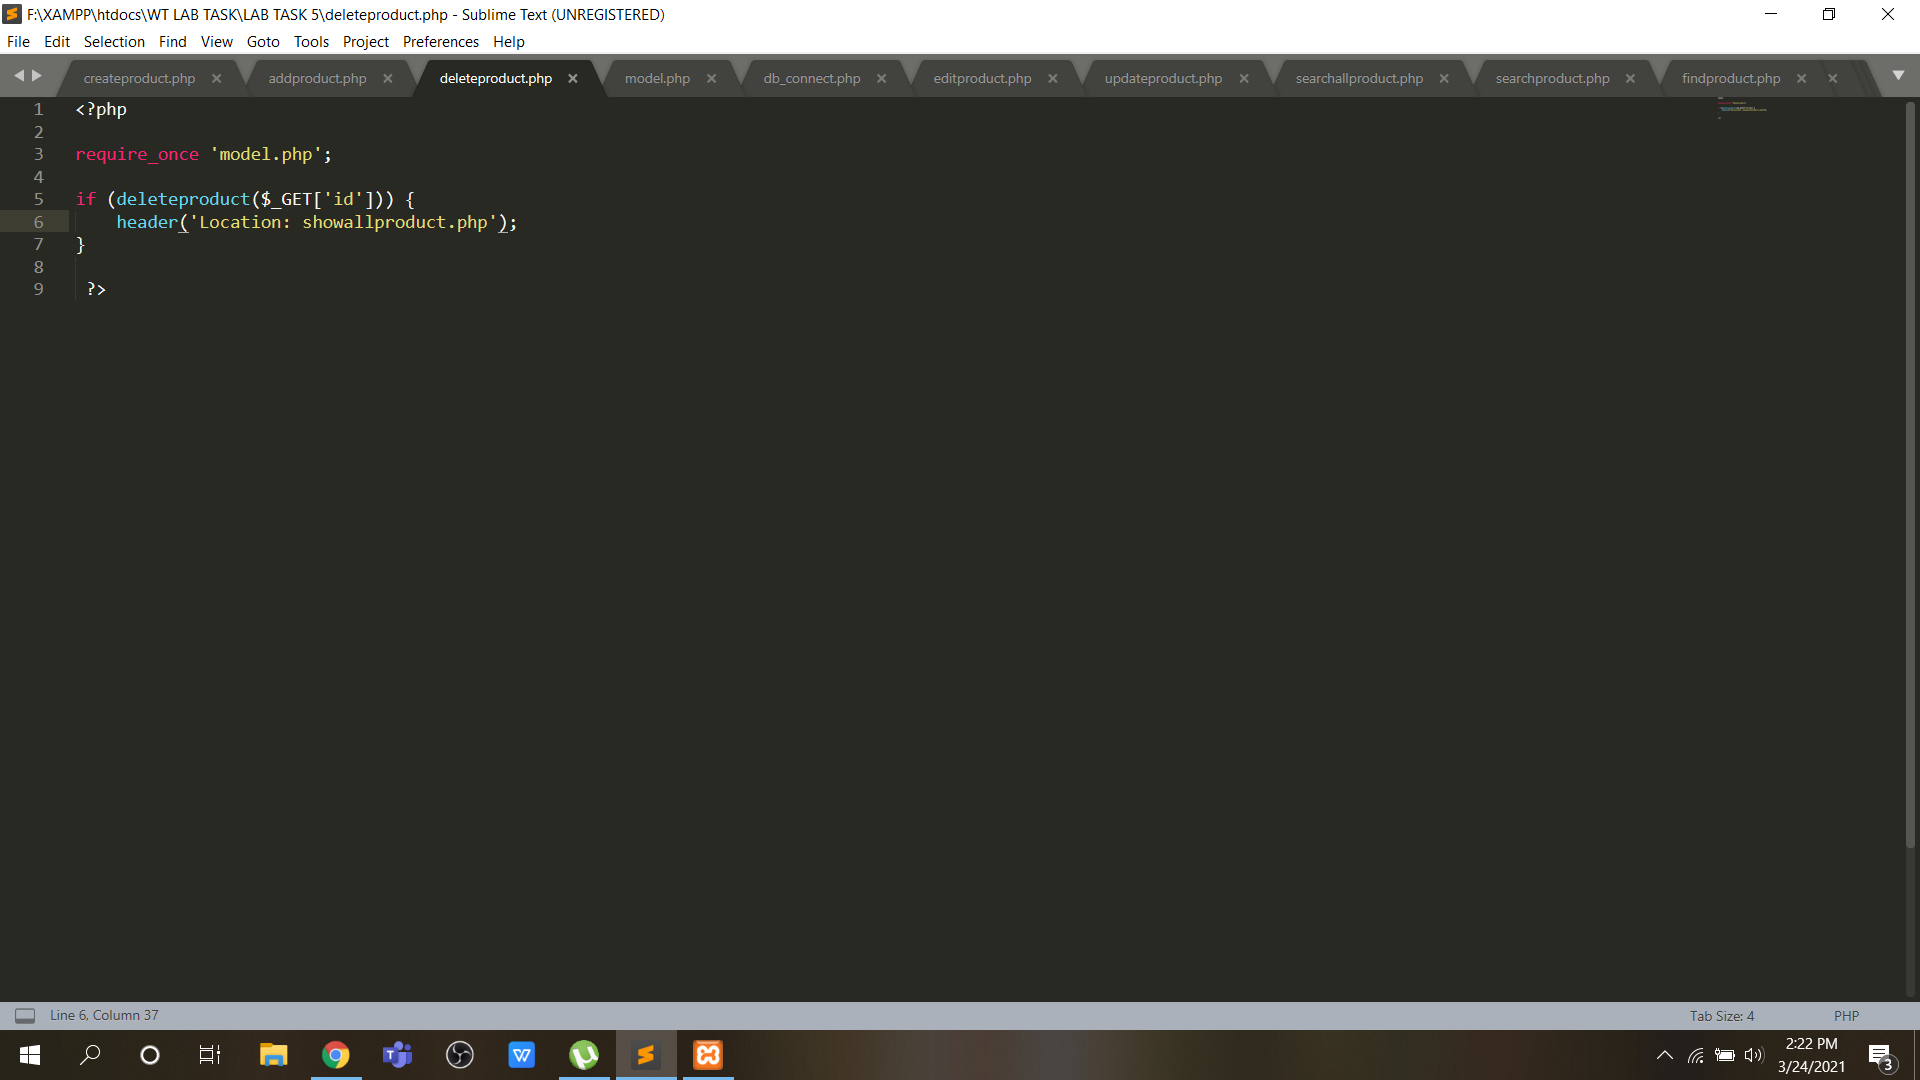 F:\XAMPP\htdocs\WT LAB TASK\LAB TASK 5\deleteproduct.php - Sublime Text (UNREGISTERED)
File Edit Selection Find View Goto Tools Project Preferences Help
createproduct.php addproduct.php deleteproduct.php model.php db_connect.php editproduct.php updateproduct.php searchallproduct.php searchproduct.php findproduct.php
1 <?php
2
3 require_once 'model.php';
4
5 if (deleteproduct($_GET['id'])) {
6 header('Location: showallproduct.php');
7 }
8
9 ?>
Line 6, Column 37 Tab Size: 4 PHP
2:22 PM
3/24/2021
3